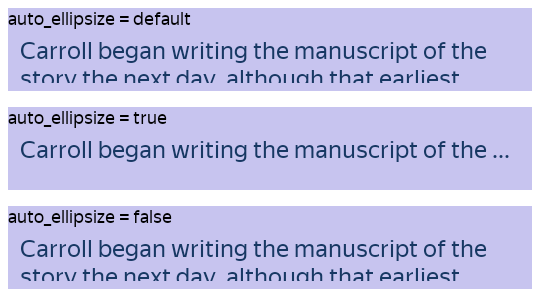 auto_ellipsize = default
Carroll began writing the manuscript of the
story the next day, although that earliest
auto_ellipsize = true
Carroll began writing the manuscript of the ...
auto_ellipsize = false
Carroll began writing the manuscript of the
story the next day, although that earliest